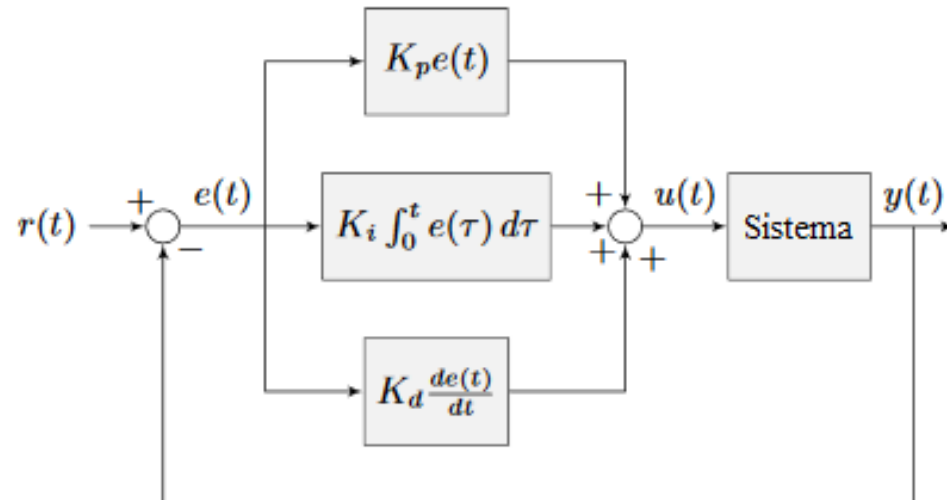 K_p e(t)
+ e(t) + u(t) y(t)
r(t) K_i ∫_0^t e(τ) dτ Sistema
− + +
K_d de(t)/dt